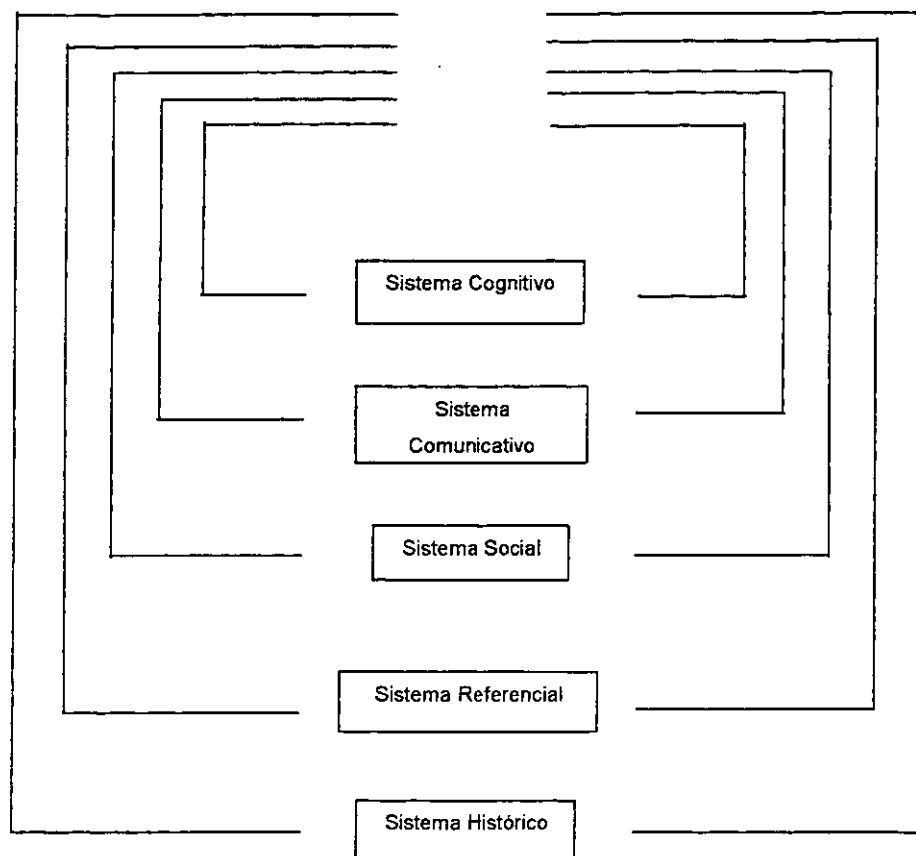 Sistema Cognitivo
Sistema
Comunicativo
Sistema Social
Sistema Referencial
Sistema Histórico